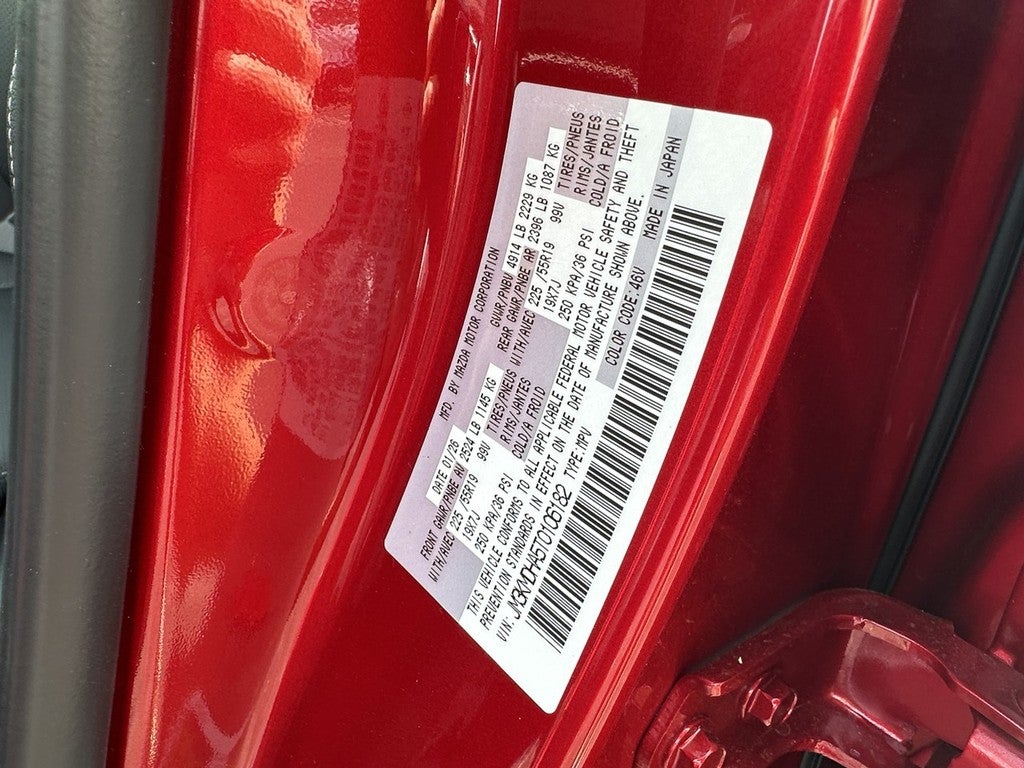 MFD. BY MAZDA MOTOR CORPORATION
DATE 01/26 GVWR/PNBV 4914 LB 2229 KG
FRONT GAWR/PNBE AV 2524 LB 1145 KG REAR GAWR/PNBE AR 2396 LB 1087 KG
WITH/AVEC 225 /55R19 99V TIRES/PNEUS WITH/AVEC 225 /55R19 99V TIRES/PNEUS
19X7J RIMS/JANTES 19X7J RIMS/JANTES
250 KPA/36 PSI COLD/A FROID 250 KPA/36 PSI COLD/A FROID
THIS VEHICLE CONFORMS TO ALL APPLICABLE FEDERAL MOTOR VEHICLE SAFETY AND THEFT
PREVENTION STANDARDS IN EFFECT ON THE DATE OF MANUFACTURE SHOWN ABOVE.
VIN: JM3KMDHA5T0106182 TYPE:MPV COLOR CODE:46V MADE IN JAPAN